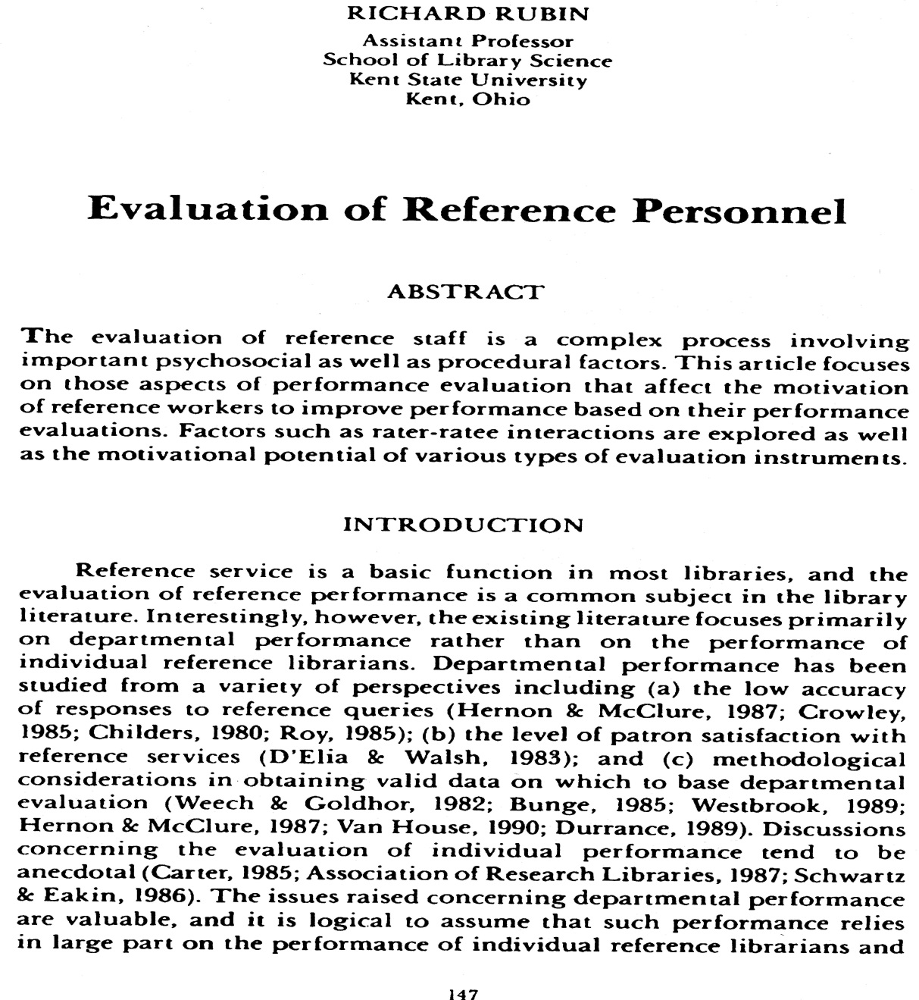 RICHARD RUBIN
Assistant Professor
School of Library Science
Kent State University
Kent, Ohio
Evaluation of Reference Personnel
ABSTRACT
The evaluation of reference staff is a complex process involving
important psychosocial as well as procedural factors. This article focuses
on those aspects of performance evaluation that affect the motivation
of reference workers to improve performance based on their performance
evaluations. Factors such as rater-ratee interactions are explored as well
as the motivational potential of various types of evaluation instruments.
INTRODUCTION
Reference service is a basic function in most libraries, and the
evaluation of reference performance is a common subject in the library
literature. Interestingly, however, the existing literature focuses primarily
on departmental performance rather than on the performance of
individual reference librarians. Departmental performance has been
studied from a variety of perspectives including (a) the low accuracy
of responses to reference queries (Hernon & McClure, 1987; Crowley,
1985; Childers, 1980; Roy, 1985); (b) the level of patron satisfaction with
reference services (D'Elia & Walsh, 1983); and (c) methodological
considerations in obtaining valid data on which to base departmental
evaluation (Weech & Goldhor, 1982; Bunge, 1985; Westbrook, 1989;
Hernon & McClure, 1987; Van House, 1990; Durrance, 1989). Discussions
concerning the evaluation of individual performance tend to be
anecdotal (Carter, 1985; Association of Research Libraries, 1987; Schwartz
& Eakin, 1986). The issues raised concerning departmental performance
are valuable, and it is logical to assume that such performance relies
in large part on the performance of individual reference librarians and
147